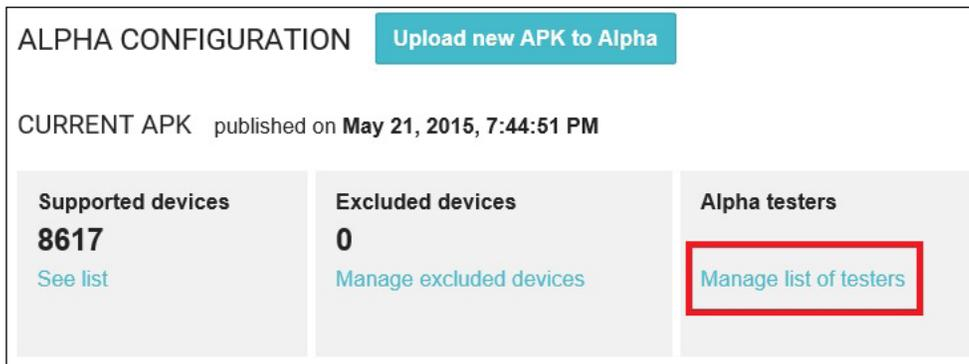 ALPHA CONFIGURATION Upload new APK to Alpha
CURRENT APK published on May 21, 2015, 7:44:51 PM
Supported devices
8617
See list
Excluded devices
0
Manage excluded devices
Alpha testers
Manage list of testers